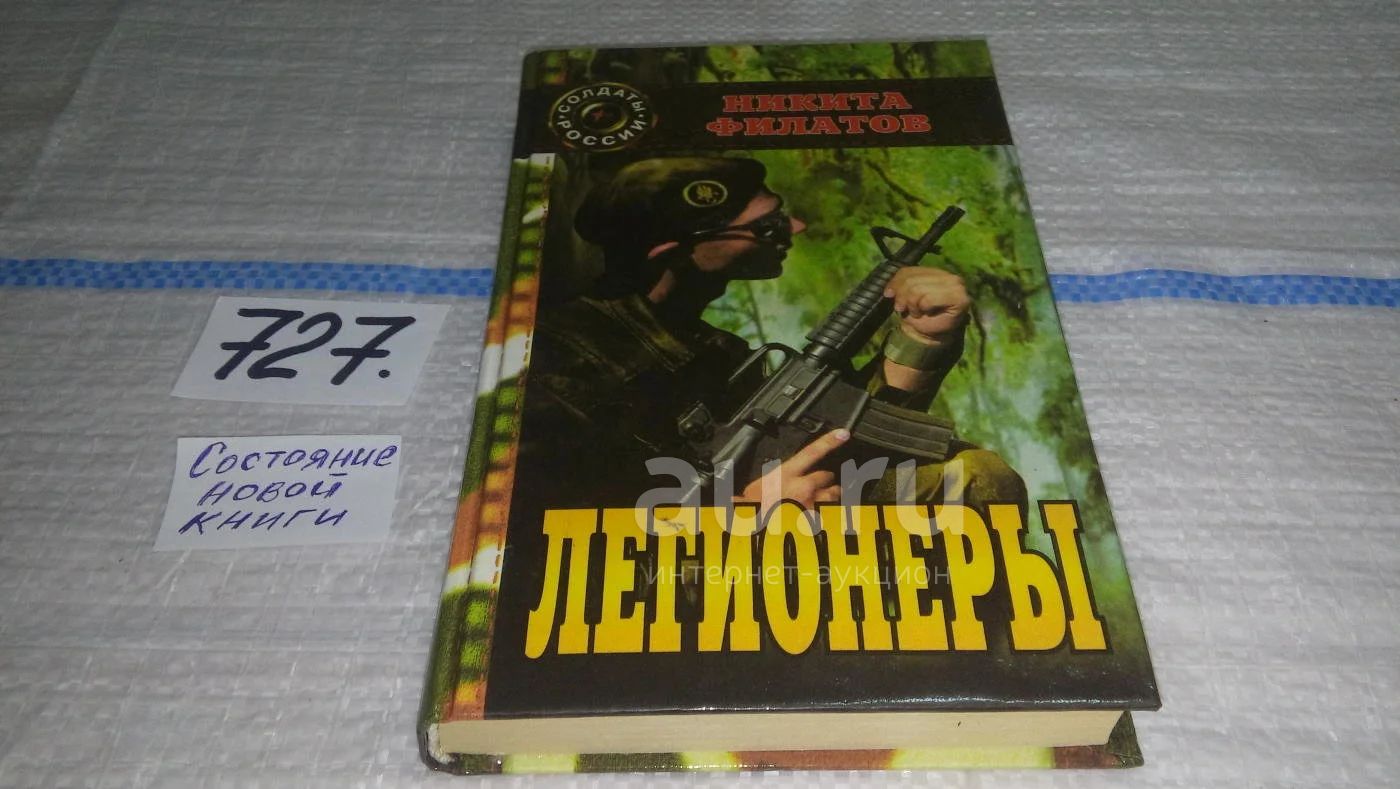 СОЛДАТЫ
РОССИИ
НИКИТА
ФИЛАТОВ
727.
Состояние
новой
книги
au.ru
интернет-аукцион
ЛЕГИОНЕРЫ